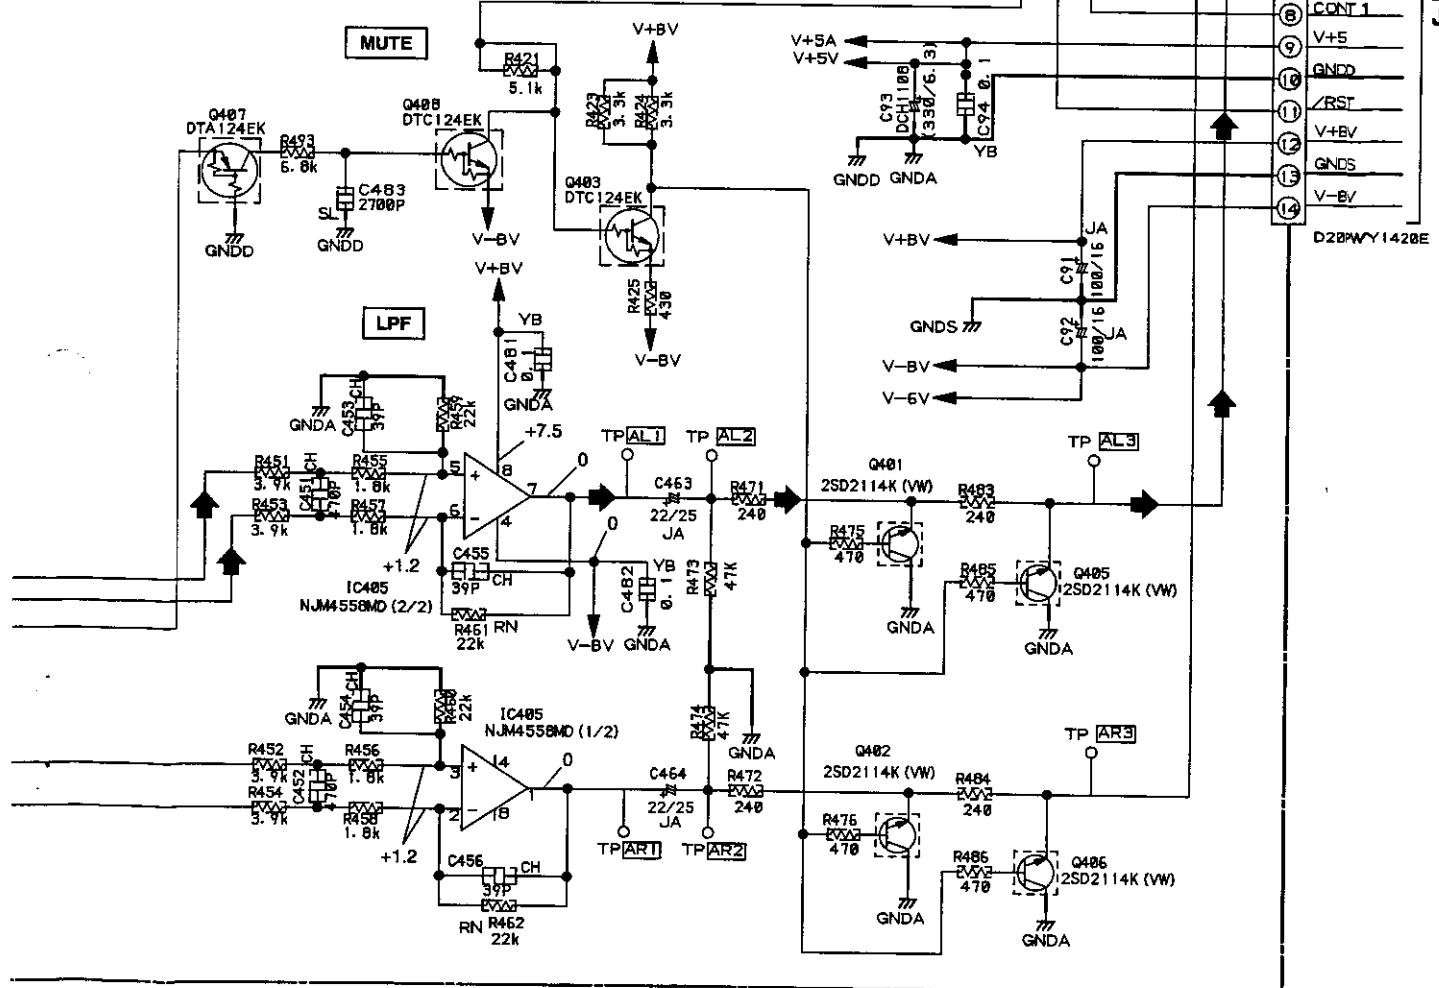 MUTE
V+BV
R421
5.1k
R423
3.3k
R424
3.3k
Q407
DTA124EK
R493
6.8k
Q408
DTC124EK
C483
2700P
SL
GNDD
GNDD
V-BV
Q403
DTC124EK
R425
430
V-BV
V+5A
V+5V
C93
DCH1108
(330/6.3)
C94 0.1
YB
GNDD
GNDA
8
CONT 1
9
V+5
10
GNDD
11
/RST
12
V+BV
13
GNDS
14
V-BV
D20PWY1420E
V+BV
JA
C91
100/16
GNDS
C92
100/16
JA
V-BV
V-6V
LPF
V+BV
YB
C481
0.1
GNDA
GNDA
C453
CH
39P
R459
22k
+7.5
R451
3.9k
CH
C451
470P
R455
1.8k
R453
3.9k
R457
1.8k
+1.2
5
+
6
-
8
7
4
0
0
C455
39P
CH
IC405
NJM4558MD (2/2)
R461
22k
RN
V-BV
YB
C482
0.1
GNDA
TP AL1
TP AL2
C463
22/25
JA
R471
240
R473
47K
Q401
2SD2114K (VW)
R475
470
GNDA
R483
240
TP AL3
R485
470
Q405
2SD2114K (VW)
GNDA
GNDA
C454
CH
39P
R460
22k
IC405
NJM4558MD (1/2)
R474
47K
GNDA
R452
3.9k
CH
C452
470P
R456
1.8k
R454
3.9k
R458
1.8k
+1.2
3
+
2
-
14
1
18
0
C456
39P
CH
RN
R462
22k
C464
22/25
JA
TP AR1
TP AR2
R472
240
Q402
2SD2114K (VW)
R476
470
GNDA
R484
240
TP AR3
R486
470
Q406
2SD2114K (VW)
GNDA